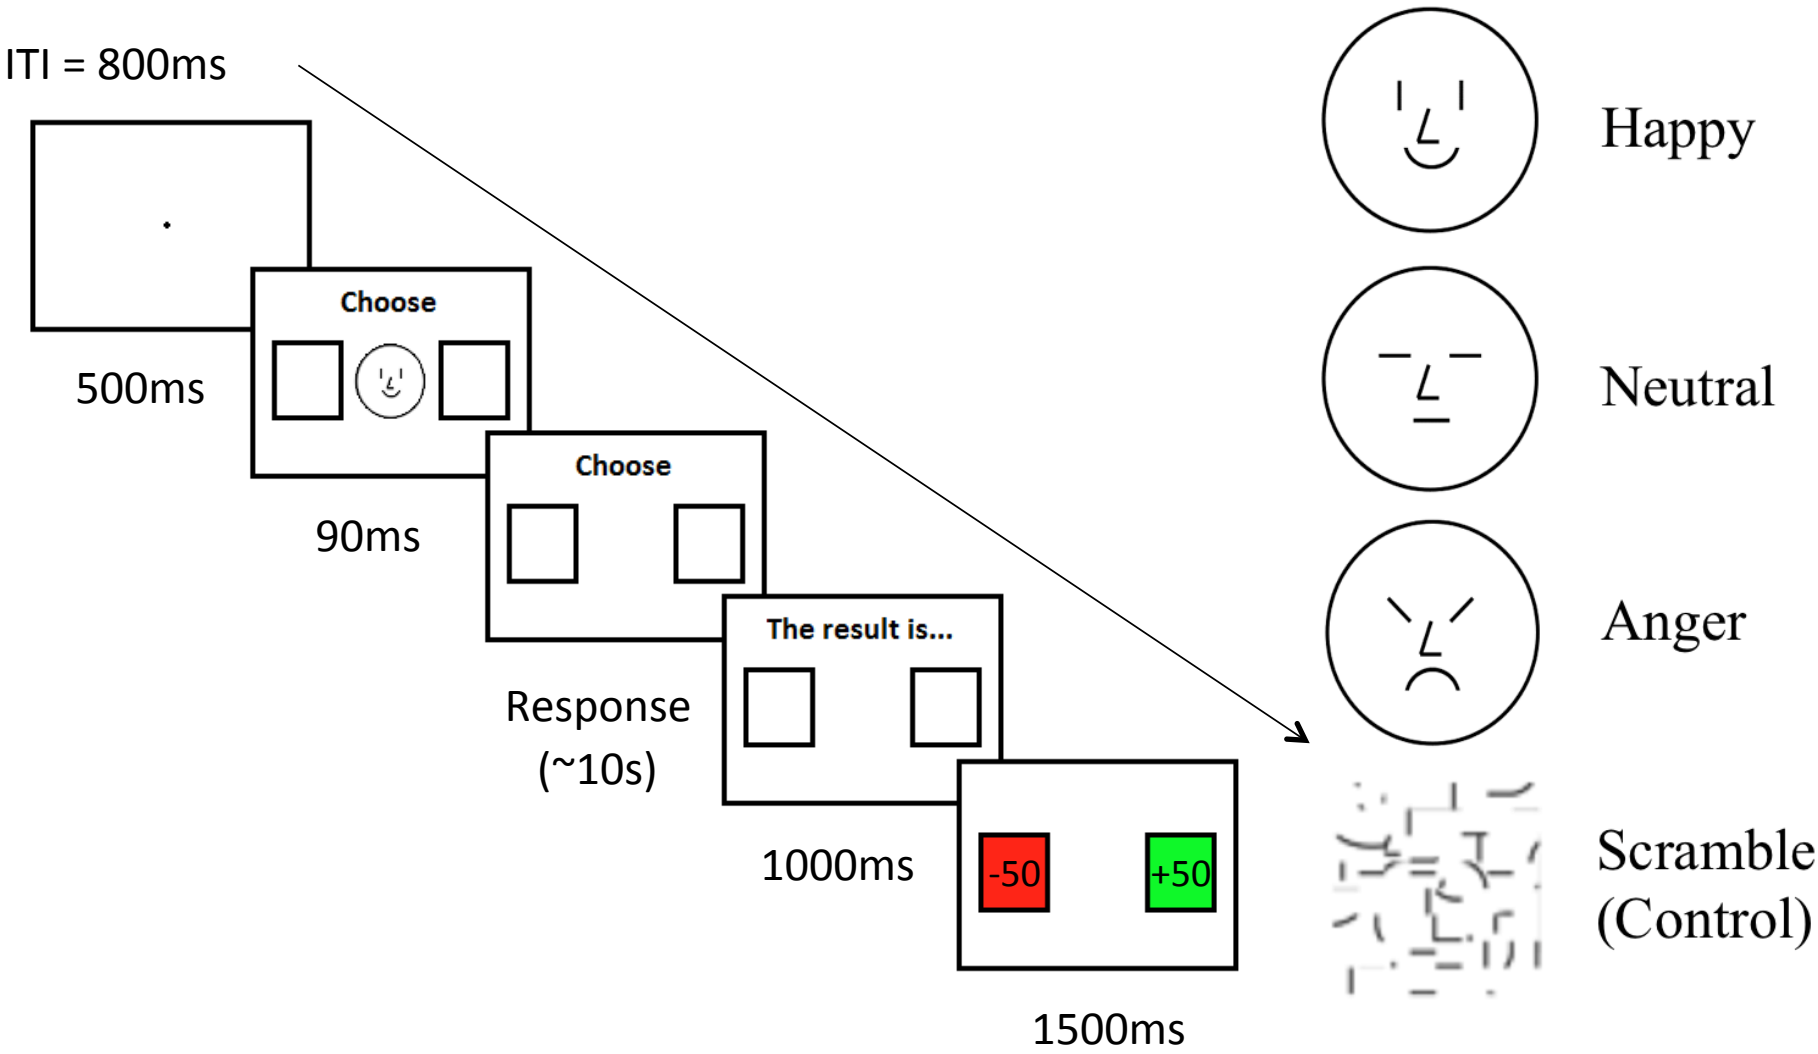 ITI = 800ms
500ms
Choose
90ms
Choose
Response
(~10s)
The result is...
1000ms
-50
+50
1500ms
Happy
Neutral
Anger
Scramble
(Control)